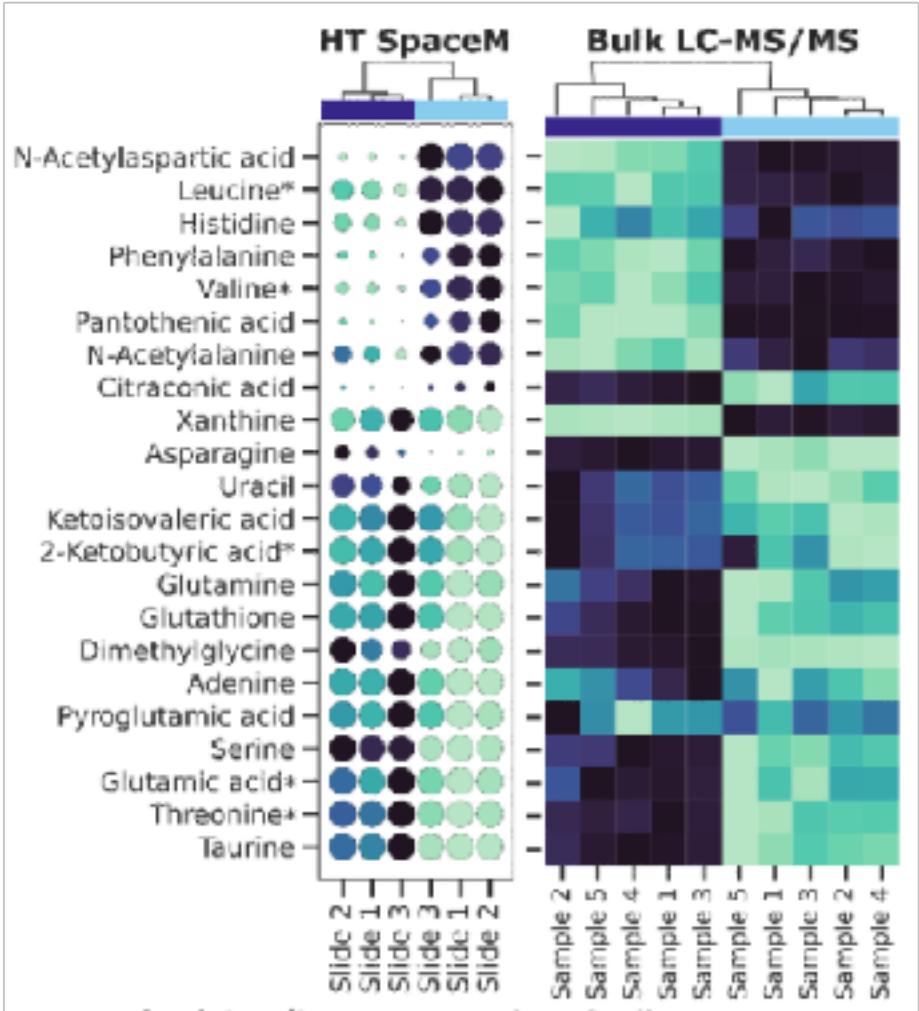 HT SpaceM
Bulk LC-MS/MS
N-Acetylaspartic acid
Leucine*
Histidine
Phenylalanine
Valine*
Pantothenic acid
N-Acetylalanine
Citraconic acid
Xanthine
Asparagine
Uracil
Ketoisovaleric acid
2-Ketobutyric acid*
Glutamine
Glutathione
Dimethylglycine
Adenine
Pyroglutamic acid
Serine
Glutamic acid*
Threonine*
Taurine
Slide 2
Slide 1
Slide 3
Slide 3
Slide 1
Slide 2
Sample 2
Sample 5
Sample 4
Sample 1
Sample 3
Sample 5
Sample 1
Sample 3
Sample 2
Sample 4